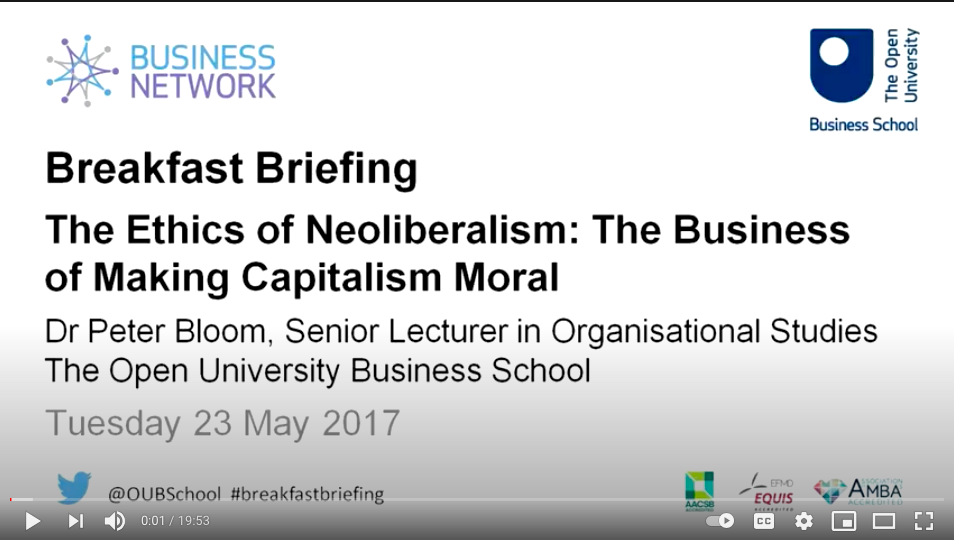 BUSINESS
NETWORK
The Open
University
Business School
Breakfast Briefing
The Ethics of Neoliberalism: The Business
of Making Capitalism Moral
Dr Peter Bloom, Senior Lecturer in Organisational Studies
The Open University Business School
Tuesday 23 May 2017
@OUBSchool #breakfastbriefing
AACSB
ACCREDITED
EFMD
EQUIS
ACCREDITED
ASSOCIATION
AMBA
ACCREDITED
0:01 / 19:53
CC